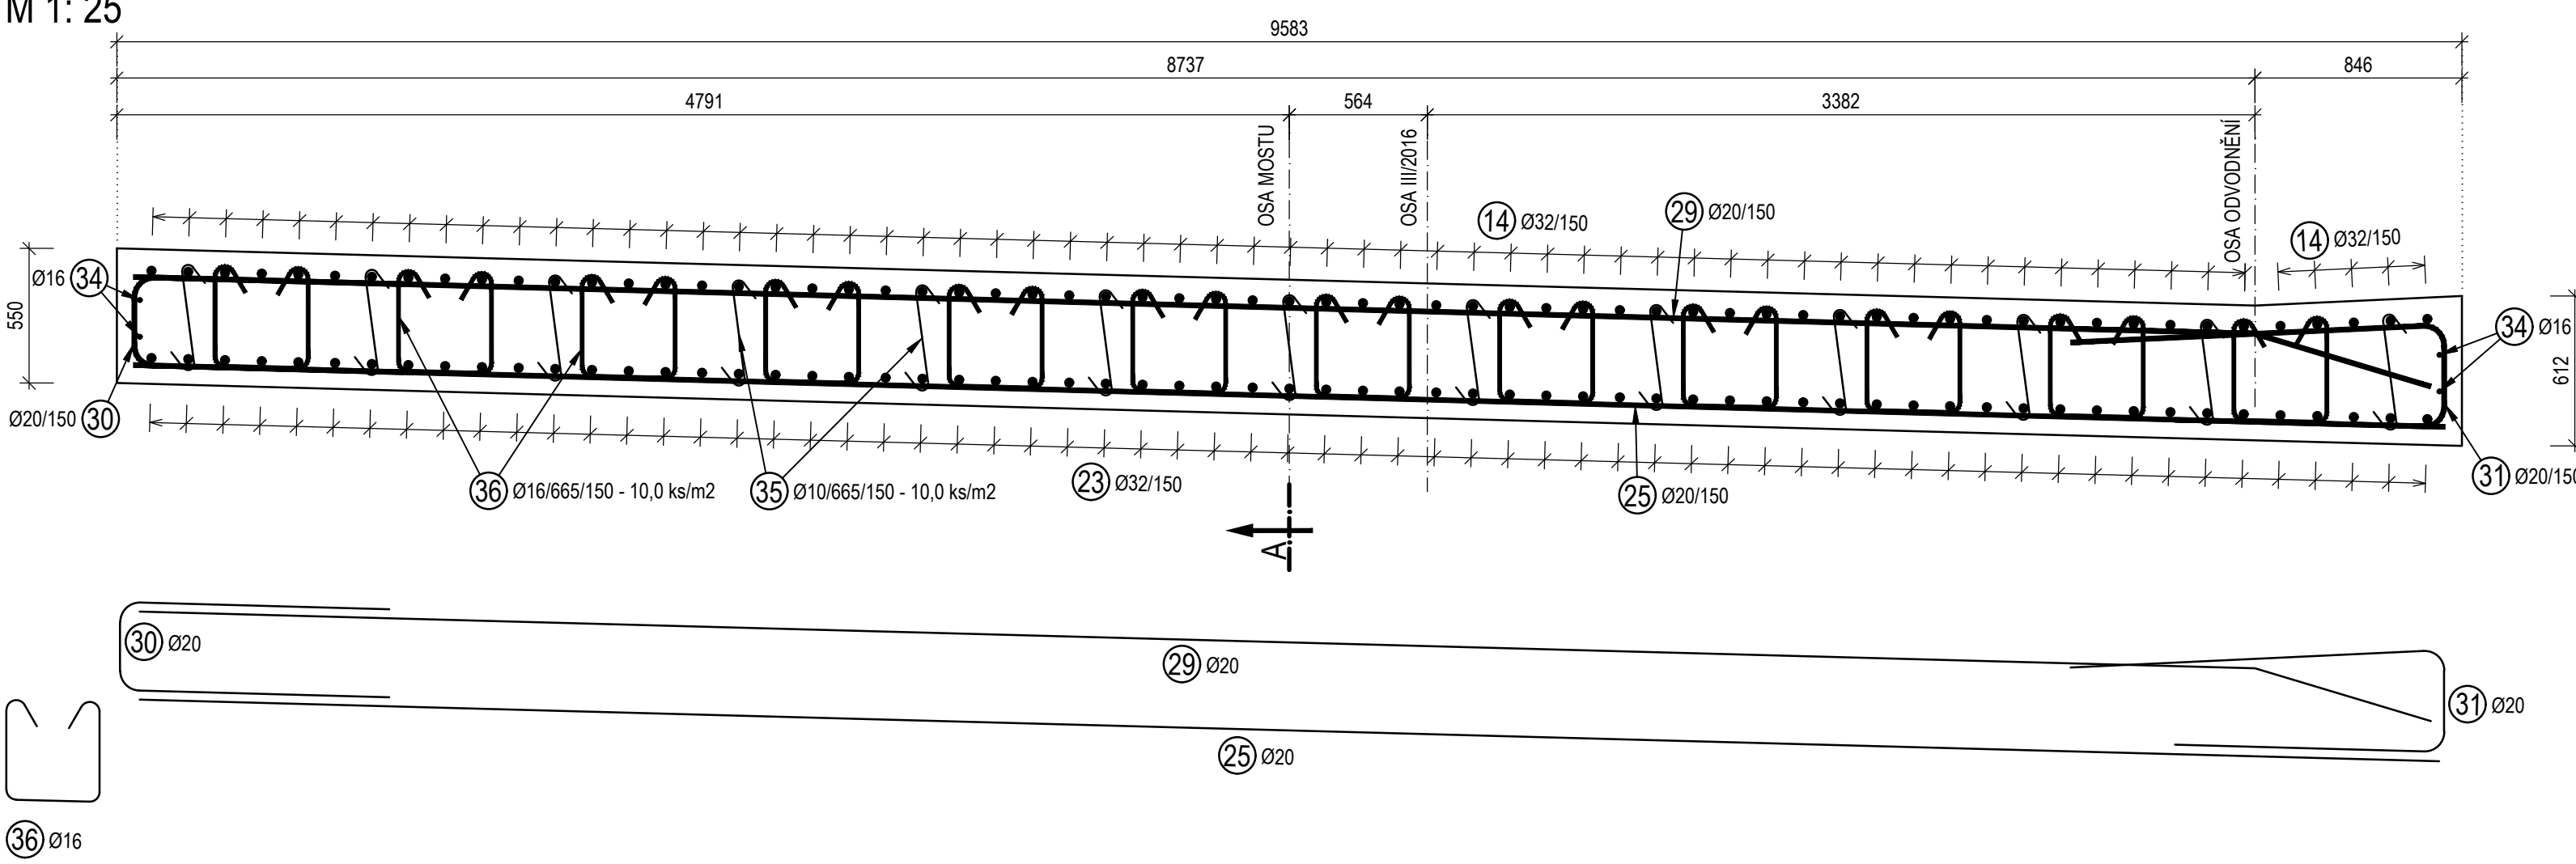 M 1: 25
9583
8737
846
4791
564
3382
OSA MOSTU
OSA III/2016
OSA ODVODNĚNÍ
14 Ø32/150
29 Ø20/150
14 Ø32/150
550
Ø16 34
34 Ø16
612
Ø20/150 30
36 Ø16/665/150 - 10,0 ks/m2
35 Ø10/665/150 - 10,0 ks/m2
23 Ø32/150
25 Ø20/150
31 Ø20/150
A
30 Ø20
29 Ø20
31 Ø20
25 Ø20
36 Ø16